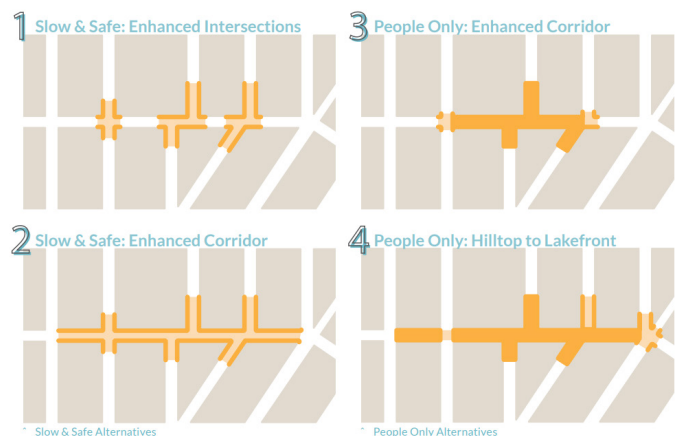 1 Slow & Safe: Enhanced Intersections
3 People Only: Enhanced Corridor
2 Slow & Safe: Enhanced Corridor
4 People Only: Hilltop to Lakefront
^ Slow & Safe Alternatives
^ People Only Alternatives